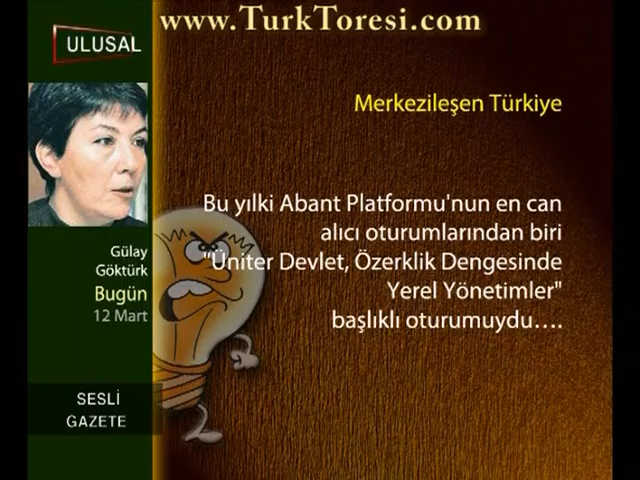 www.TurkToresi.com
ULUSAL
Merkezileşen Türkiye
Bu yılki Abant Platformu'nun en can
alıcı oturumlarından biri
"Üniter Devlet, Özerklik Dengesinde
Yerel Yönetimler"
başlıklı oturumuydu….
Gülay
Göktürk
Bugün
12 Mart
SESLİ
GAZETE